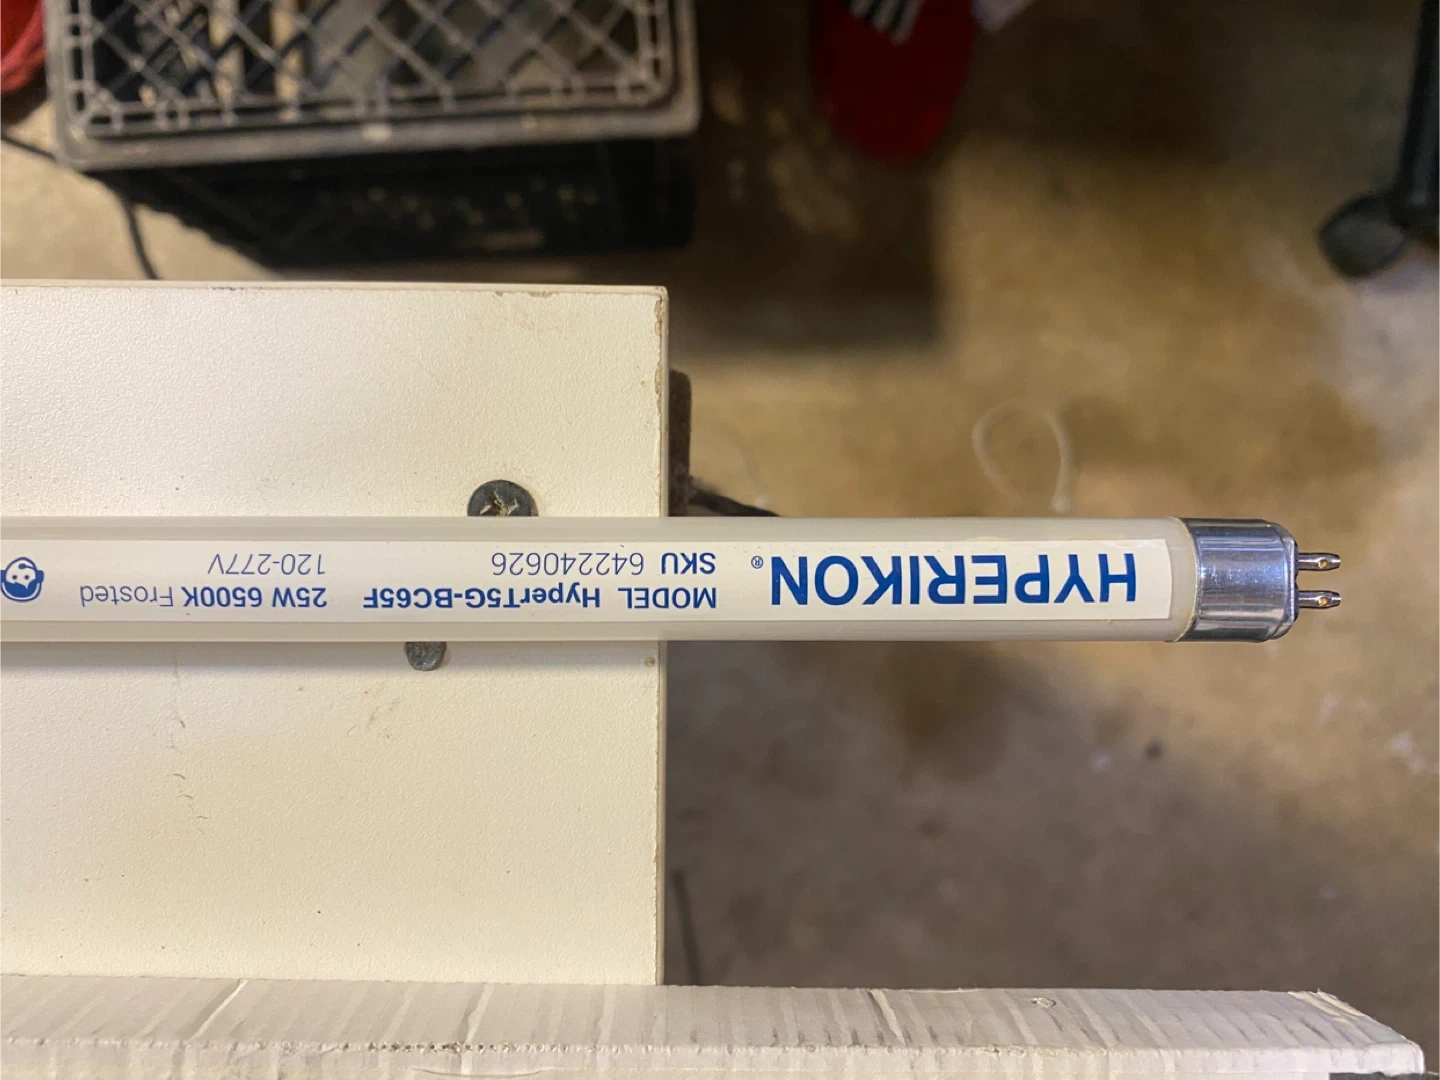 HYPERIKON®
MODEL HyperT5G-BC65F
SKU 642240626
25W 6500K Frosted
120-277V